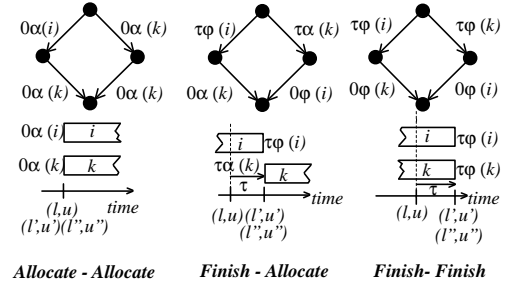 0α(i) 0α (k)
0α (k) 0α (k)
0α (i) i
0α (k) k
time
(l,u)
(l',u')(l'',u'')
Allocate - Allocate
τφ (i) τα (k)
0α (k) 0φ (i)
i τφ (i)
τα (k) k
τ
time
(l,u) (l',u')
(l'',u'')
Finish - Allocate
τφ (k) τφ (i)
0φ (k) 0φ (i)
i τφ (i)
k τφ (k)
τ
time
(l,u) (l',u')
(l'',u'')
Finish- Finish